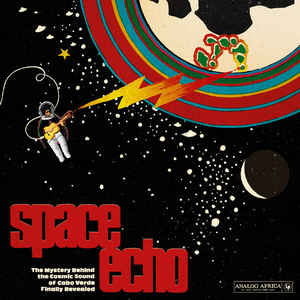 space
echo
The Mystery Behind
the Cosmic Sound
of Cabo Verde
Finally Revealed
ANALOG AFRICA